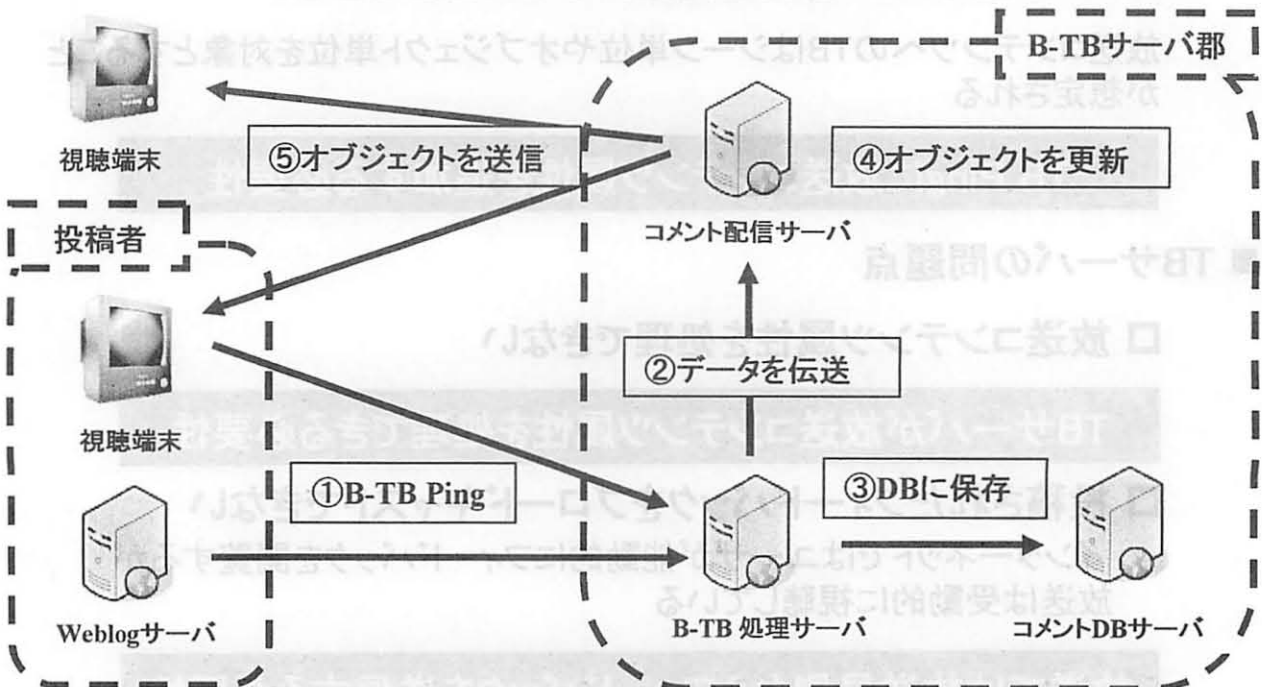 B-TBサーバ郡
視聴端末
⑤オブジェクトを送信
④オブジェクトを更新
コメント配信サーバ
投稿者
視聴端末
②データを伝送
①B-TB Ping
③DBに保存
Weblogサーバ
B-TB 処理サーバ
コメントDBサーバ